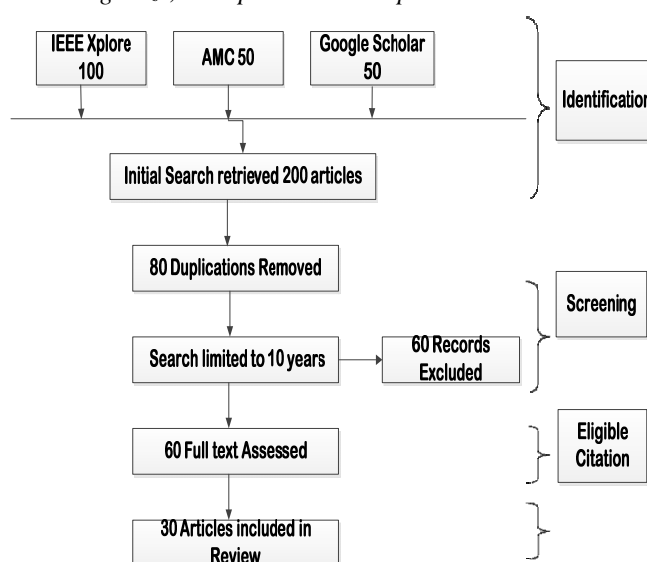 IEEE Xplore
100
AMC 50
Google Scholar
50
Identification
Initial Search retrieved 200 articles
80 Duplications Removed
Screening
Search limited to 10 years
60 Records
Excluded
60 Full text Assessed
Eligible
Citation
30 Articles included in
Review